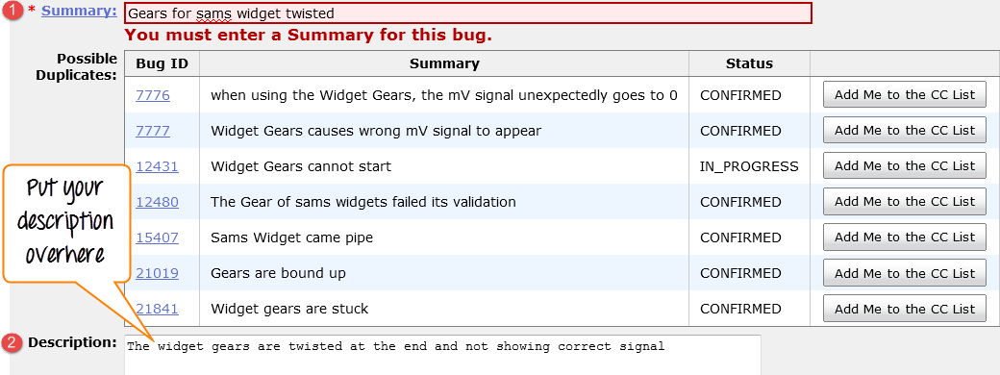 1 * Summary: Gears for sams widget twisted
You must enter a Summary for this bug.
Possible Duplicates:
Bug ID Summary Status
7776 when using the Widget Gears, the mV signal unexpectedly goes to 0 CONFIRMED Add Me to the CC List
7777 Widget Gears causes wrong mV signal to appear CONFIRMED Add Me to the CC List
12431 Widget Gears cannot start IN_PROGRESS Add Me to the CC List
12480 The Gear of sams widgets failed its validation CONFIRMED Add Me to the CC List
15407 Sams Widget came pipe CONFIRMED Add Me to the CC List
21019 Gears are bound up CONFIRMED Add Me to the CC List
21841 Widget gears are stuck CONFIRMED Add Me to the CC List
Put your
description
overhere
2 Description: The widget gears are twisted at the end and not showing correct signal